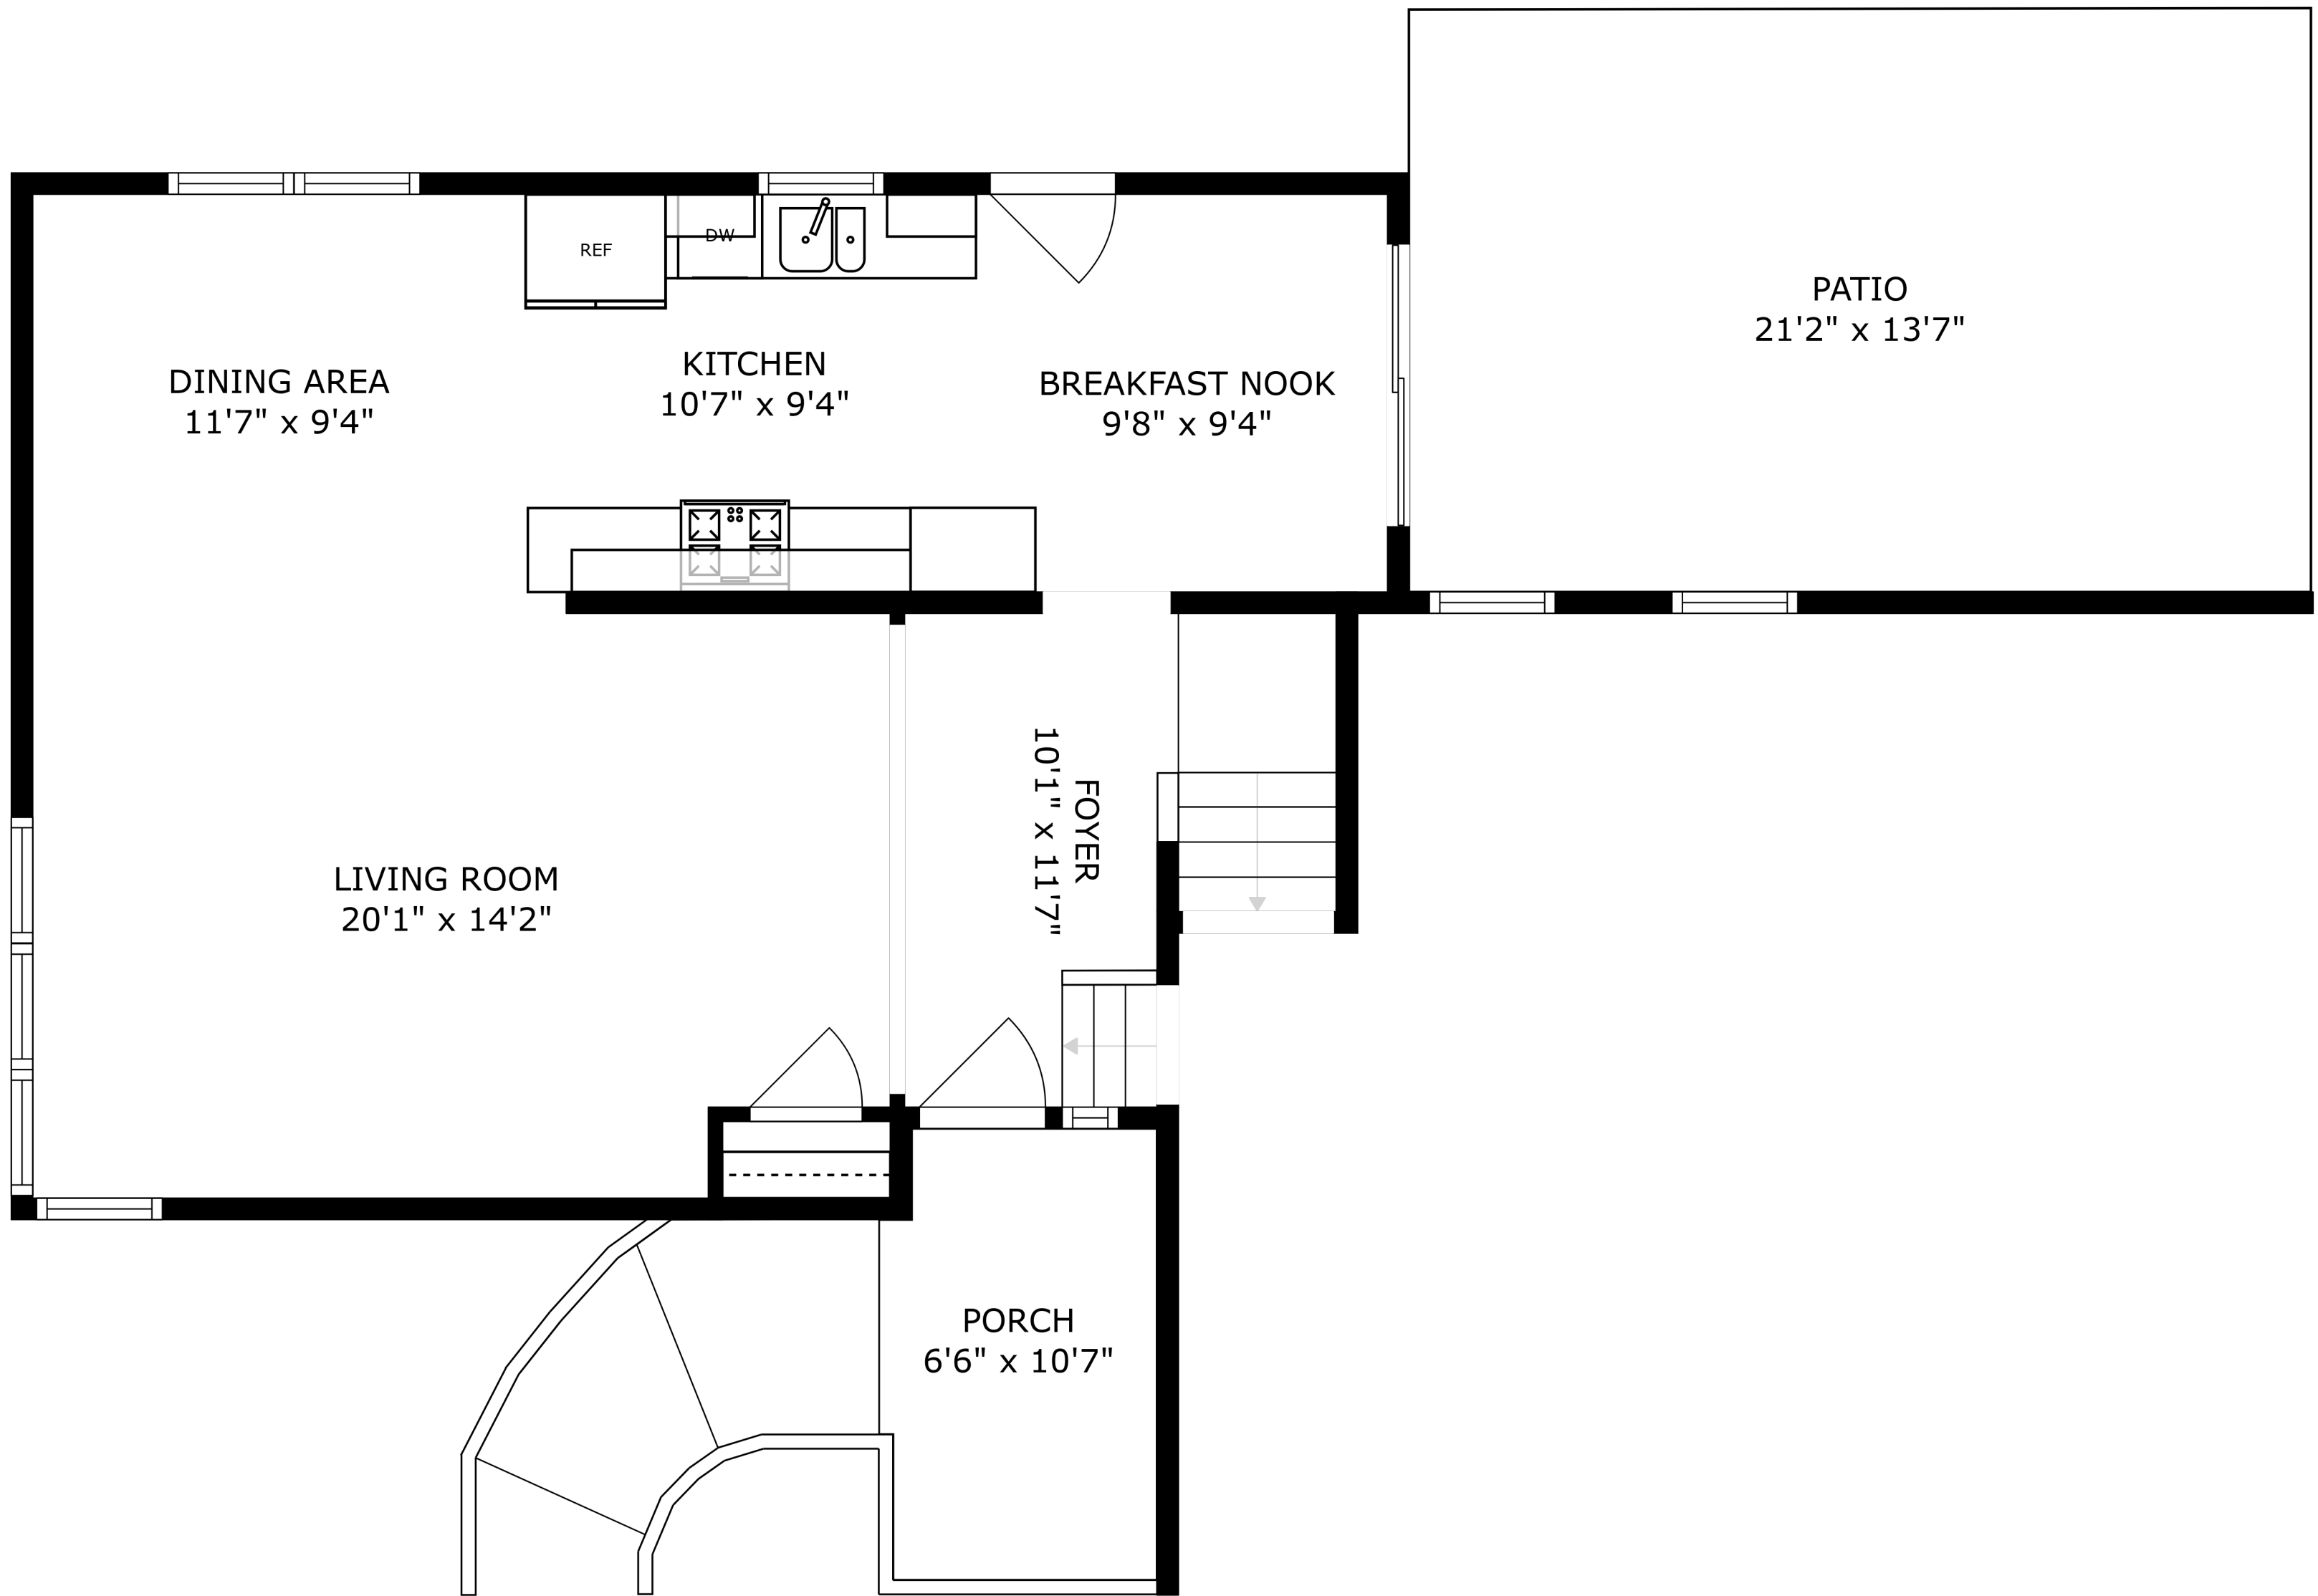 PATIO
21'2" x 13'7"
REF
DW
KITCHEN
10'7" x 9'4"
DINING AREA
11'7" x 9'4"
BREAKFAST NOOK
9'8" x 9'4"
FOYER
10'1" x 11'7"
LIVING ROOM
20'1" x 14'2"
PORCH
6'6" x 10'7"